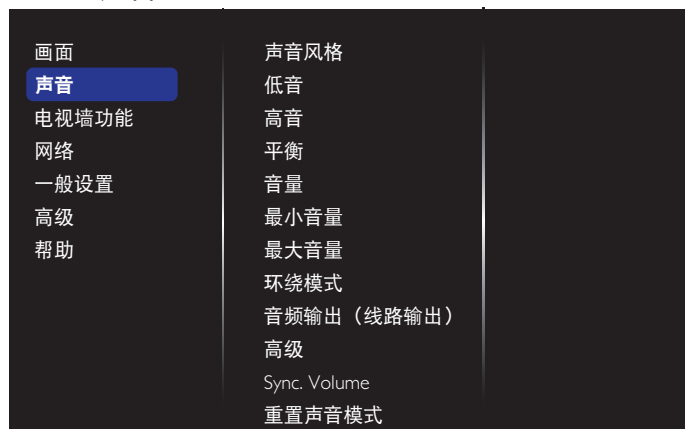 画面
声音
电视墙功能
网络
一般设置
高级
帮助
声音风格
低音
高音
平衡
音量
最小音量
最大音量
环绕模式
音频输出（线路输出）
高级
Sync. Volume
重置声音模式